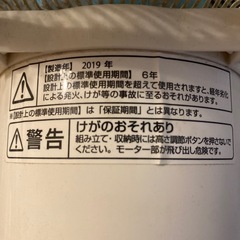 【製造年】2019 年
【設計上の標準使用期間】 6年
設計上の標準使用期間を超えて使用されますと、経年劣化
による発火、けが等の事故に至るおそれがあります。
※【設計上の標準使用期間】は「保証期間」とは異なります。
警告
けがのおそれあり
組み立て・収納時には高さ調節ボタンを押さないで
ください。モーター部が飛び出し危険です。